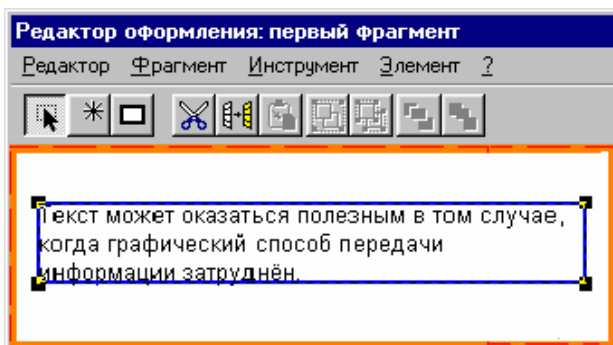 Редактор оформления: первый фрагмент
Редактор Фрагмент Инструмент Элемент ?
Текст может оказаться полезным в том случае,
когда графический способ передачи
информации затруднён.